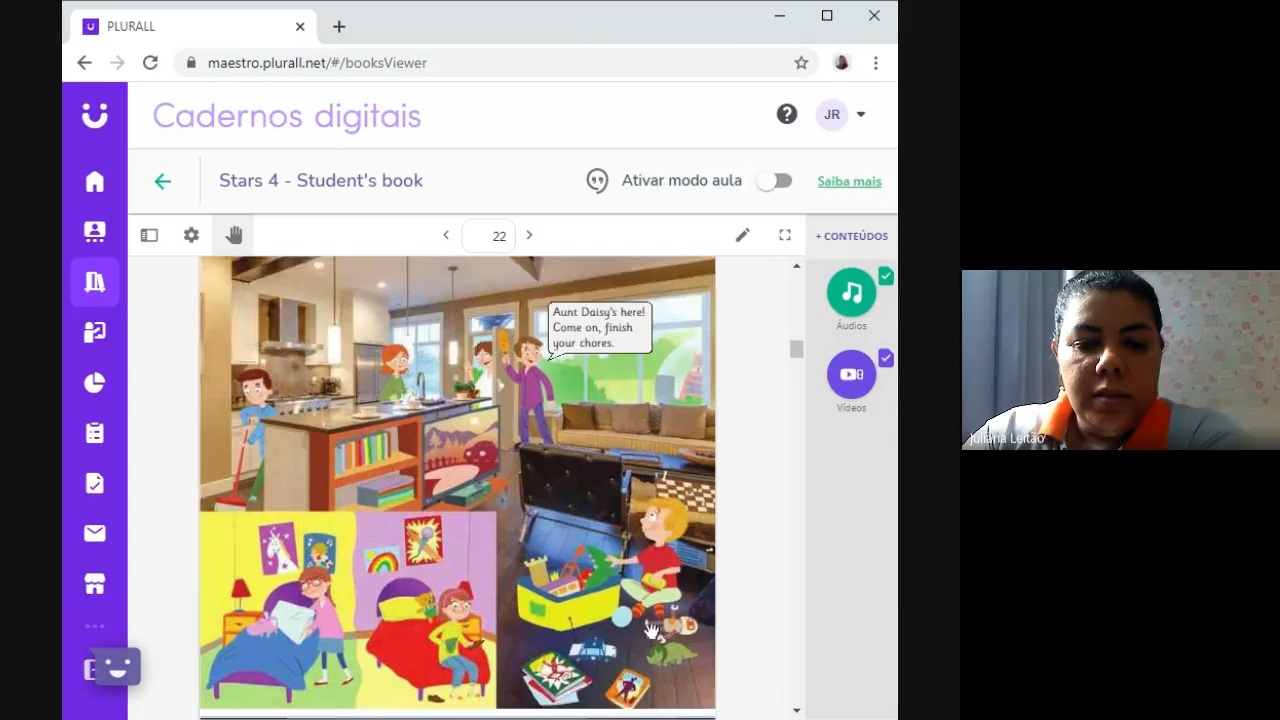 PLURALL
maestro.plurall.net/#/booksViewer
Cadernos digitais
JR
Stars 4 - Student's book
Ativar modo aula
Saiba mais
22
+ CONTEÚDOS
Aunt Daisy's here!
Come on, finish
your chores.
Áudios
Vídeos
Juliana Leitão